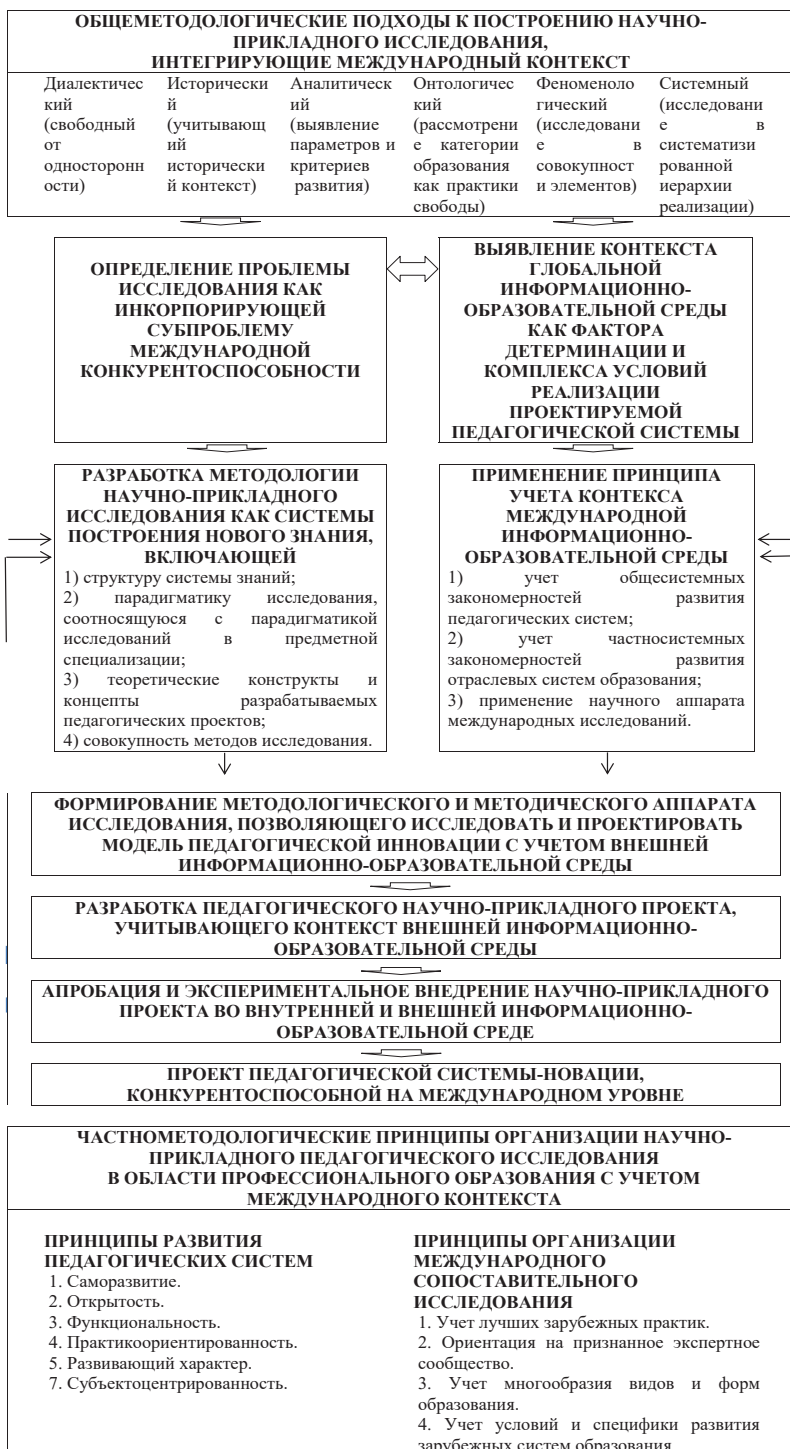 ОБЩЕМЕТОДОЛОГИЧЕСКИЕ ПОДХОДЫ К ПОСТРОЕНИЮ НАУЧНО-
ПРИКЛАДНОГО ИССЛЕДОВАНИЯ,
ИНТЕГРИРУЮЩИЕ МЕЖДУНАРОДНЫЙ КОНТЕКСТ
Диалектичес
кий
(свободный
от
односторонн
ости)
Исторически
й
(учитывающ
ий
исторически
й контекст)
Аналитическ
ий
(выявление
параметров и
критериев
развития)
Онтологичес
кий
(рассмотрени
е категории
образования
как практики
свободы)
Феноменоло
гический
(исследовани
е в
совокупност
и элементов)
Системный
(исследовани
е в
систематизи
рованной
иерархии
реализации)
ОПРЕДЕЛЕНИЕ ПРОБЛЕМЫ
ИССЛЕДОВАНИЯ КАК
ИНКОРПОРИРУЮЩЕЙ
СУБПРОБЛЕМУ
МЕЖДУНАРОДНОЙ
КОНКУРЕНТОСПОСОБНОСТИ
ВЫЯВЛЕНИЕ КОНТЕКСТА
ГЛОБАЛЬНОЙ
ИНФОРМАЦИОННО-
ОБРАЗОВАТЕЛЬНОЙ СРЕДЫ
КАК ФАКТОРА
ДЕТЕРМИНАЦИИ И
КОМПЛЕКСА УСЛОВИЙ
РЕАЛИЗАЦИИ
ПРОЕКТИРУЕМОЙ
ПЕДАГОГИЧЕСКОЙ СИСТЕМЫ
РАЗРАБОТКА МЕТОДОЛОГИИ
НАУЧНО-ПРИКЛАДНОГО
ИССЛЕДОВАНИЯ КАК СИСТЕМЫ
ПОСТРОЕНИЯ НОВОГО ЗНАНИЯ,
ВКЛЮЧАЮЩЕЙ
1) структуру системы знаний;
2) парадигматику исследования,
соотносящуюся с парадигматикой
исследований в предметной
специализации;
3) теоретические конструкты и
концепты разрабатываемых
педагогических проектов;
4) совокупность методов исследования.
ПРИМЕНЕНИЕ ПРИНЦИПА
УЧЕТА КОНТЕКСА
МЕЖДУНАРОДНОЙ
ИНФОРМАЦИОННО-
ОБРАЗОВАТЕЛЬНОЙ СРЕДЫ
1) учет общесистемных
закономерностей развития
педагогических систем;
2) учет частносистемных
закономерностей развития
отраслевых систем образования;
3) применение научного аппарата
международных исследований.
ФОРМИРОВАНИЕ МЕТОДОЛОГИЧЕСКОГО И МЕТОДИЧЕСКОГО АППАРАТА
ИССЛЕДОВАНИЯ, ПОЗВОЛЯЮЩЕГО ИССЛЕДОВАТЬ И ПРОЕКТИРОВАТЬ
МОДЕЛЬ ПЕДАГОГИЧЕСКОЙ ИННОВАЦИИ С УЧЕТОМ ВНЕШНЕЙ
ИНФОРМАЦИОННО-ОБРАЗОВАТЕЛЬНОЙ СРЕДЫ
РАЗРАБОТКА ПЕДАГОГИЧЕСКОГО НАУЧНО-ПРИКЛАДНОГО ПРОЕКТА,
УЧИТЫВАЮЩЕГО КОНТЕКСТ ВНЕШНЕЙ ИНФОРМАЦИОННО-
ОБРАЗОВАТЕЛЬНОЙ СРЕДЫ
АПРОБАЦИЯ И ЭКСПЕРИМЕНТАЛЬНОЕ ВНЕДРЕНИЕ НАУЧНО-ПРИКЛАДНОГО
ПРОЕКТА ВО ВНУТРЕННЕЙ И ВНЕШНЕЙ ИНФОРМАЦИОННО-
ОБРАЗОВАТЕЛЬНОЙ СРЕДЕ
ПРОЕКТ ПЕДАГОГИЧЕСКОЙ СИСТЕМЫ-НОВАЦИИ,
КОНКУРЕНТОСПОСОБНОЙ НА МЕЖДУНАРОДНОМ УРОВНЕ
ЧАСТНОМЕТОДОЛОГИЧЕСКИЕ ПРИНЦИПЫ ОРГАНИЗАЦИИ НАУЧНО-
ПРИКЛАДНОГО ПЕДАГОГИЧЕСКОГО ИССЛЕДОВАНИЯ
В ОБЛАСТИ ПРОФЕССИОНАЛЬНОГО ОБРАЗОВАНИЯ С УЧЕТОМ
МЕЖДУНАРОДНОГО КОНТЕКСТА
ПРИНЦИПЫ РАЗВИТИЯ
ПЕДАГОГИЧЕСКИХ СИСТЕМ
1. Саморазвитие.
2. Открытость.
3. Функциональность.
4. Практикоориентированность.
5. Развивающий характер.
7. Субъектоцентрированность.
ПРИНЦИПЫ ОРГАНИЗАЦИИ
МЕЖДУНАРОДНОГО
СОПОСТАВИТЕЛЬНОГО
ИССЛЕДОВАНИЯ
1. Учет лучших зарубежных практик.
2. Ориентация на признанное экспертное
сообщество.
3. Учет многообразия видов и форм
образования.
4. Учет условий и специфики развития
зарубежных систем образования